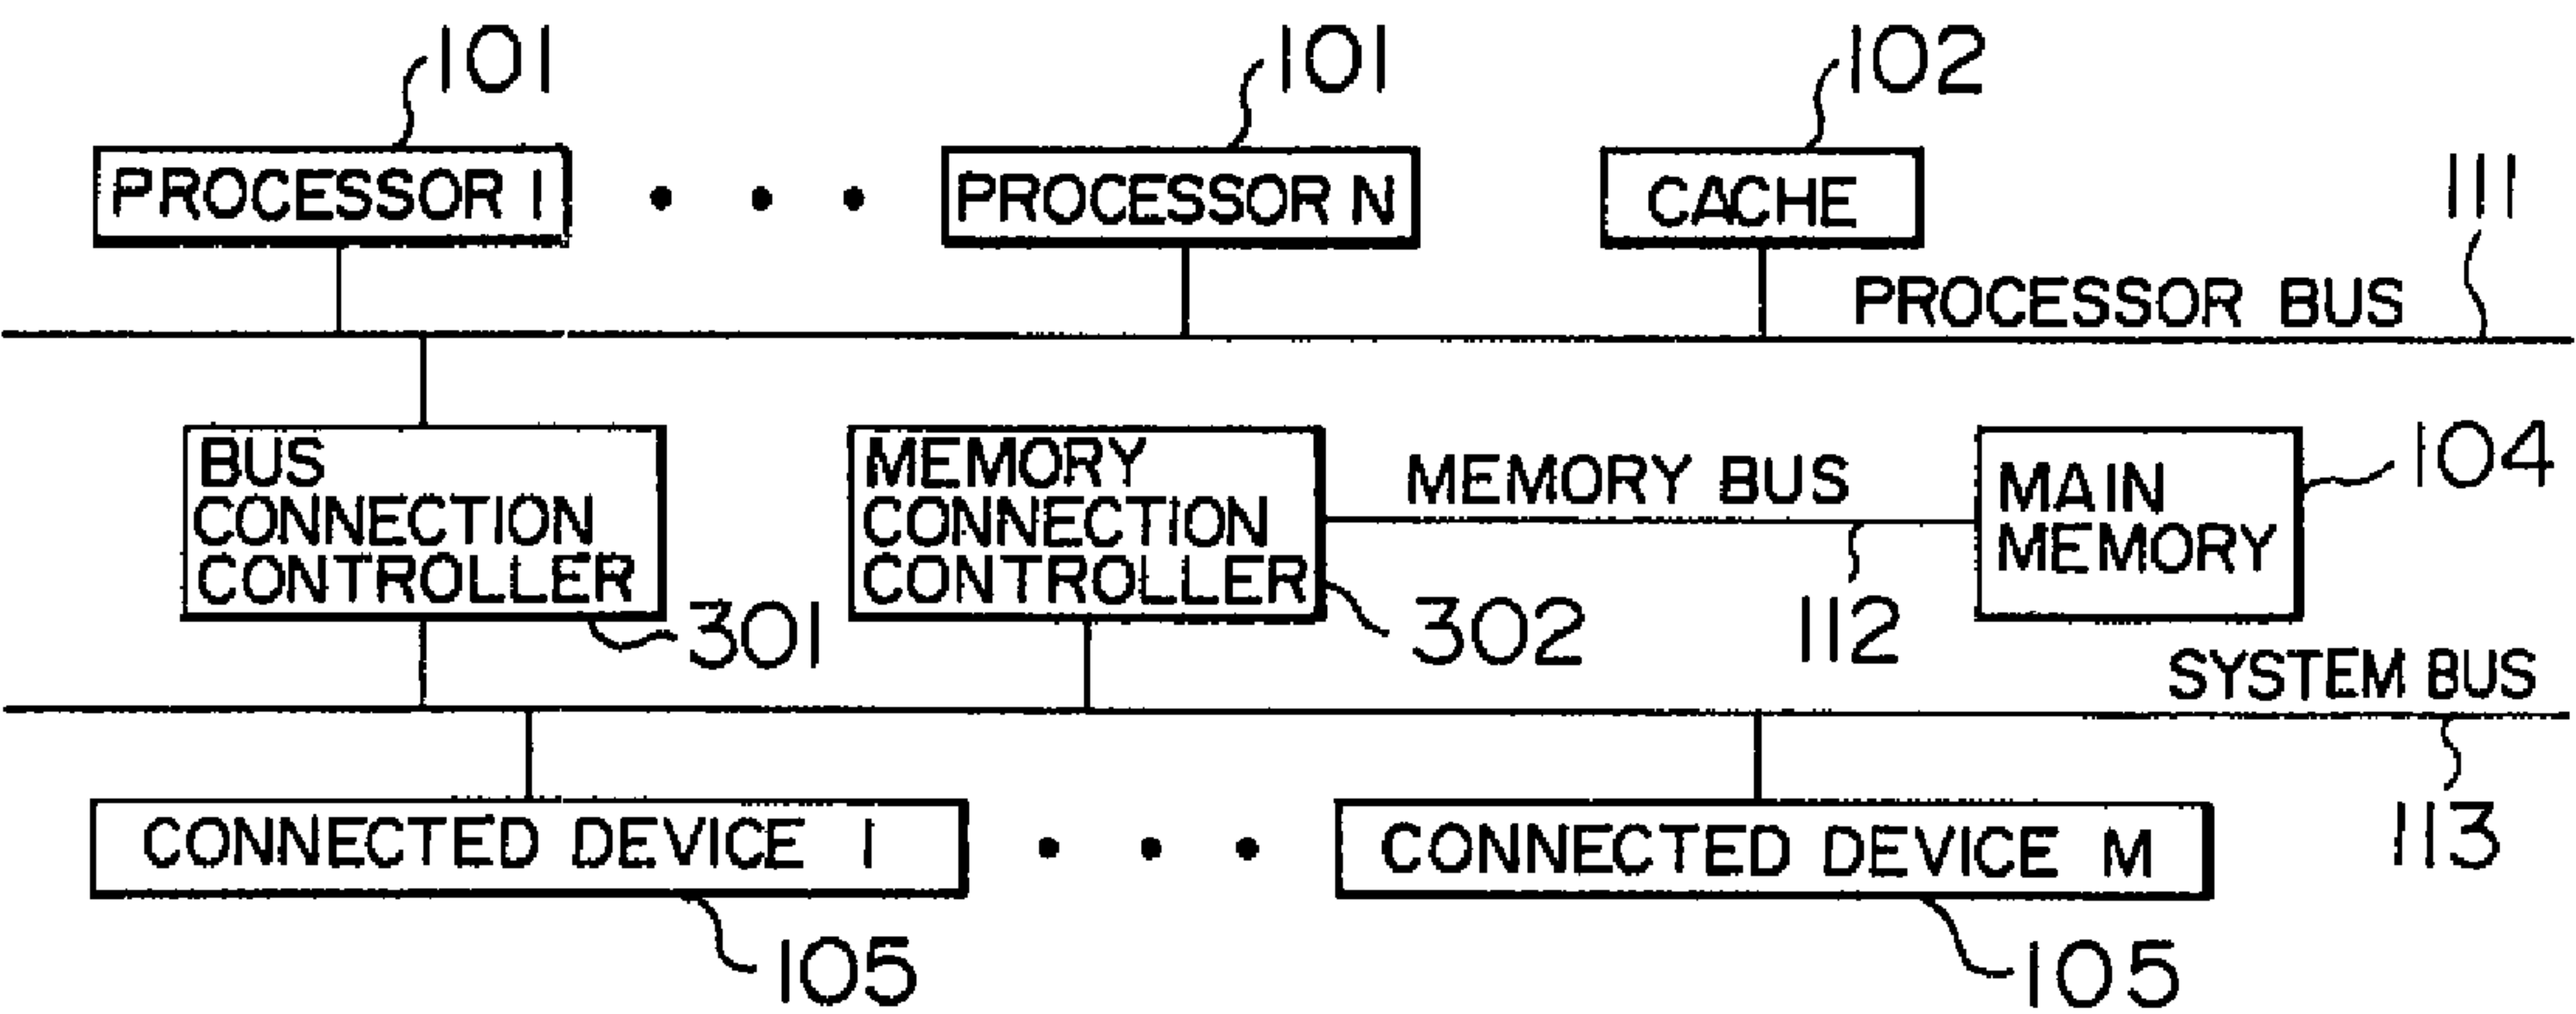 101
101
102
PROCESSOR 1
• • •
PROCESSOR N
CACHE
111
PROCESSOR BUS
BUS
CONNECTION
CONTROLLER
301
MEMORY
CONNECTION
CONTROLLER
302
MEMORY BUS
112
MAIN
MEMORY
104
SYSTEM BUS
113
CONNECTED DEVICE 1
• • •
CONNECTED DEVICE M
105
105